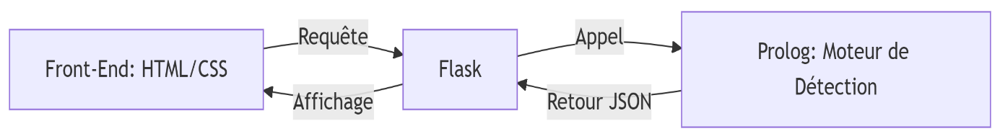 Front-End: HTML/CSS
Requête
Affichage
Flask
Appel
Retour JSON
Prolog: Moteur de
Détection